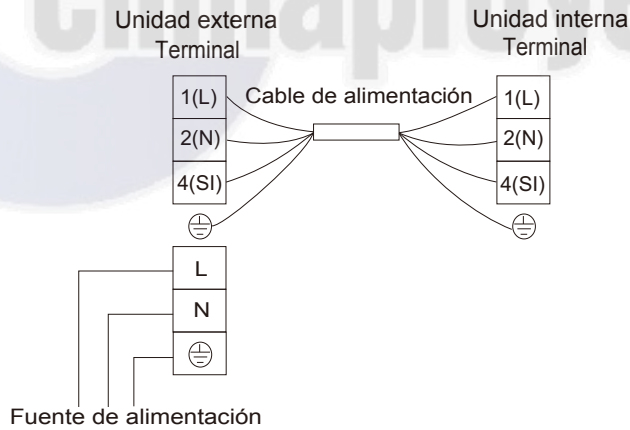 Unidad externa
Terminal
Unidad interna
Terminal
1(L)
Cable de alimentación
1(L)
2(N)
2(N)
4(SI)
4(SI)
L
N
Fuente de alimentación